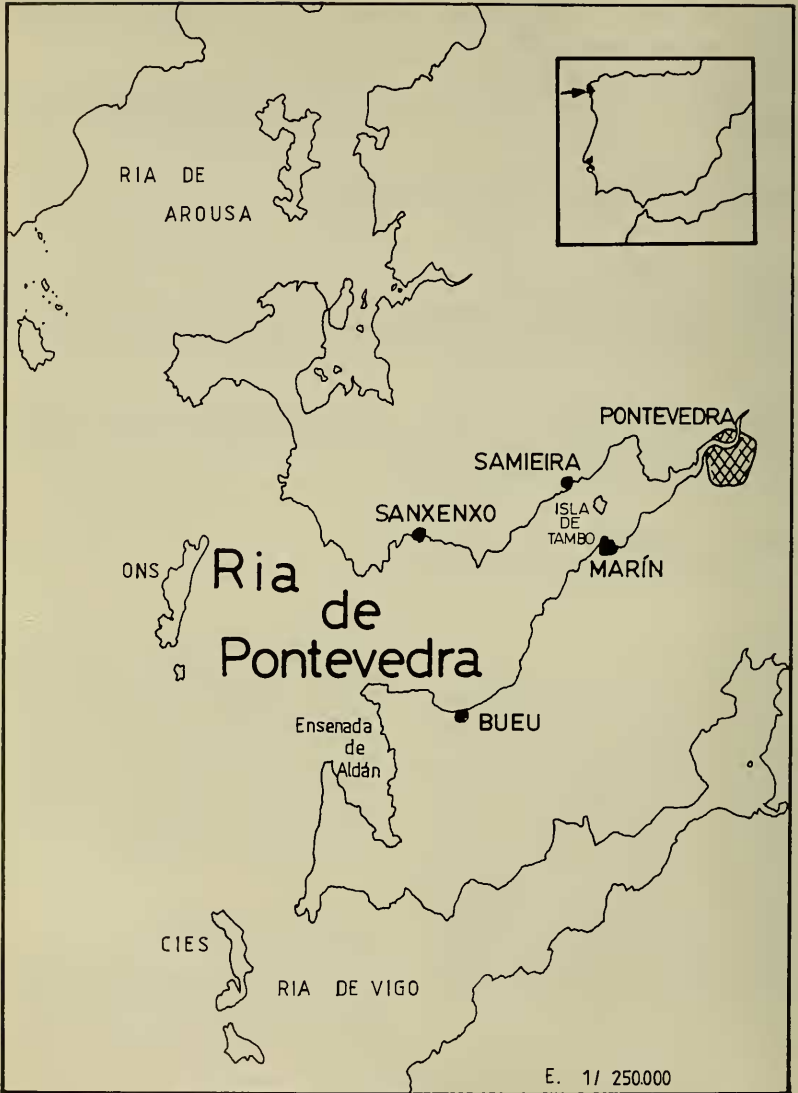 RIA DE
AROUSA
PONTEVEDRA
SAMIEIRA
ISLA
DE
TAMBO
SANXENXO
MARÍN
ONS
Ria
de
Pontevedra
Ensenada
de
Aldán
BUEU
CIES
RIA DE VIGO
E. 1/ 250.000